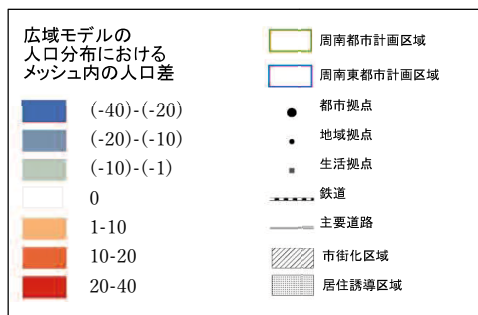 広域モデルの
人口分布における
メッシュ内の人口差
(-40)-(-20)
(-20)-(-10)
(-10)-(-1)
0
1-10
10-20
20-40
周南都市計画区域
周南東都市計画区域
都市拠点
地域拠点
生活拠点
鉄道
主要道路
市街化区域
居住誘導区域